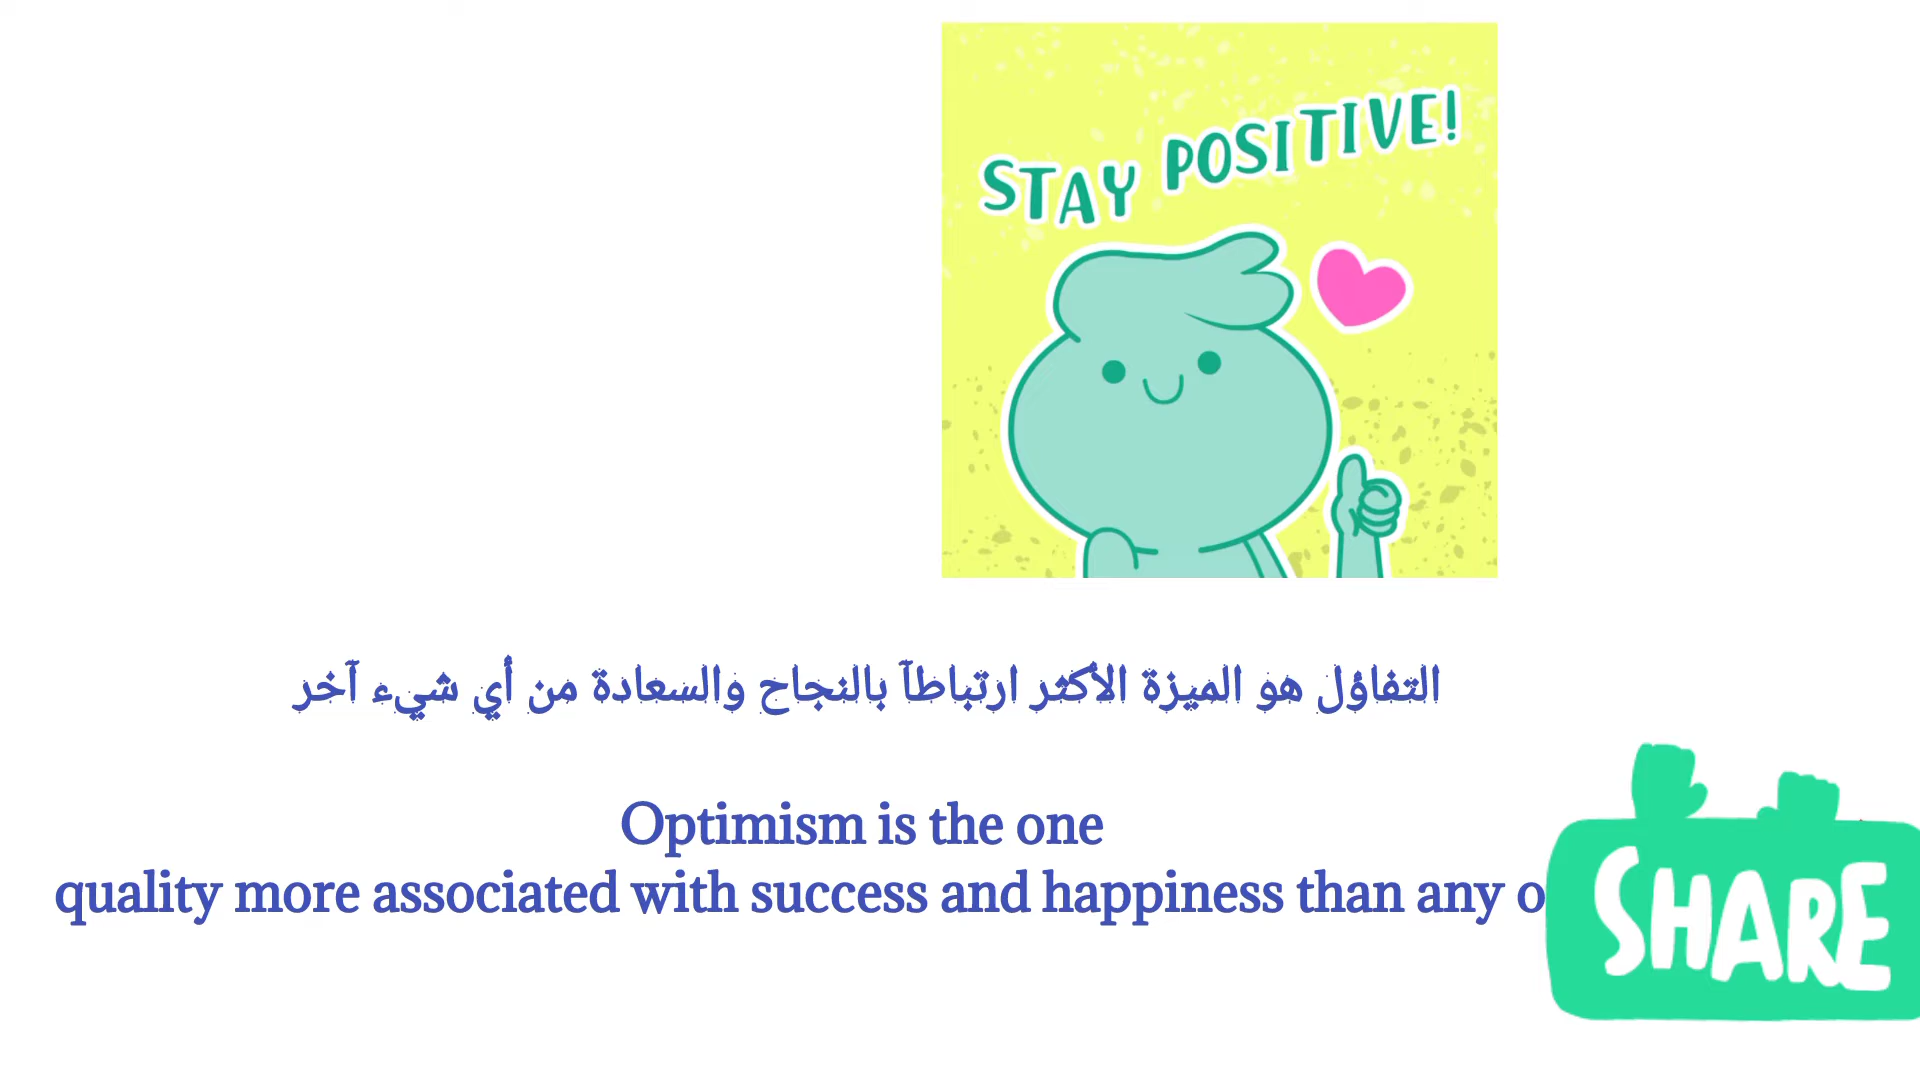 STAY POSITIVE!
التفاؤل هو الميزة الأكثر ارتباطآ بالنجاح والسعادة من أي شيء آخر
Optimism is the one
quality more associated with success and happiness than any
SHARE